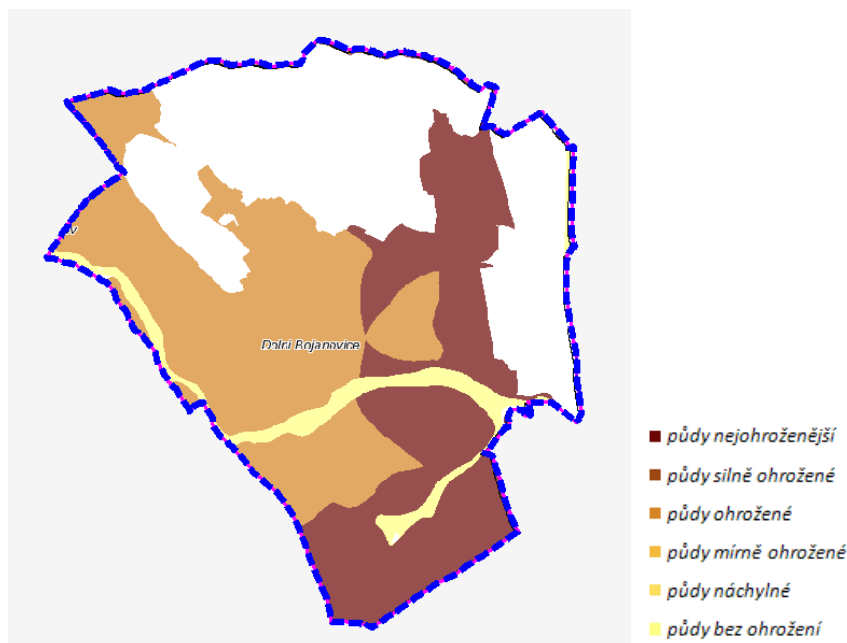 v
Dolní Bojanovice
půdy nejohroženější
půdy silně ohrožené
půdy ohrožené
půdy mírně ohrožené
půdy náchylné
půdy bez ohrožení